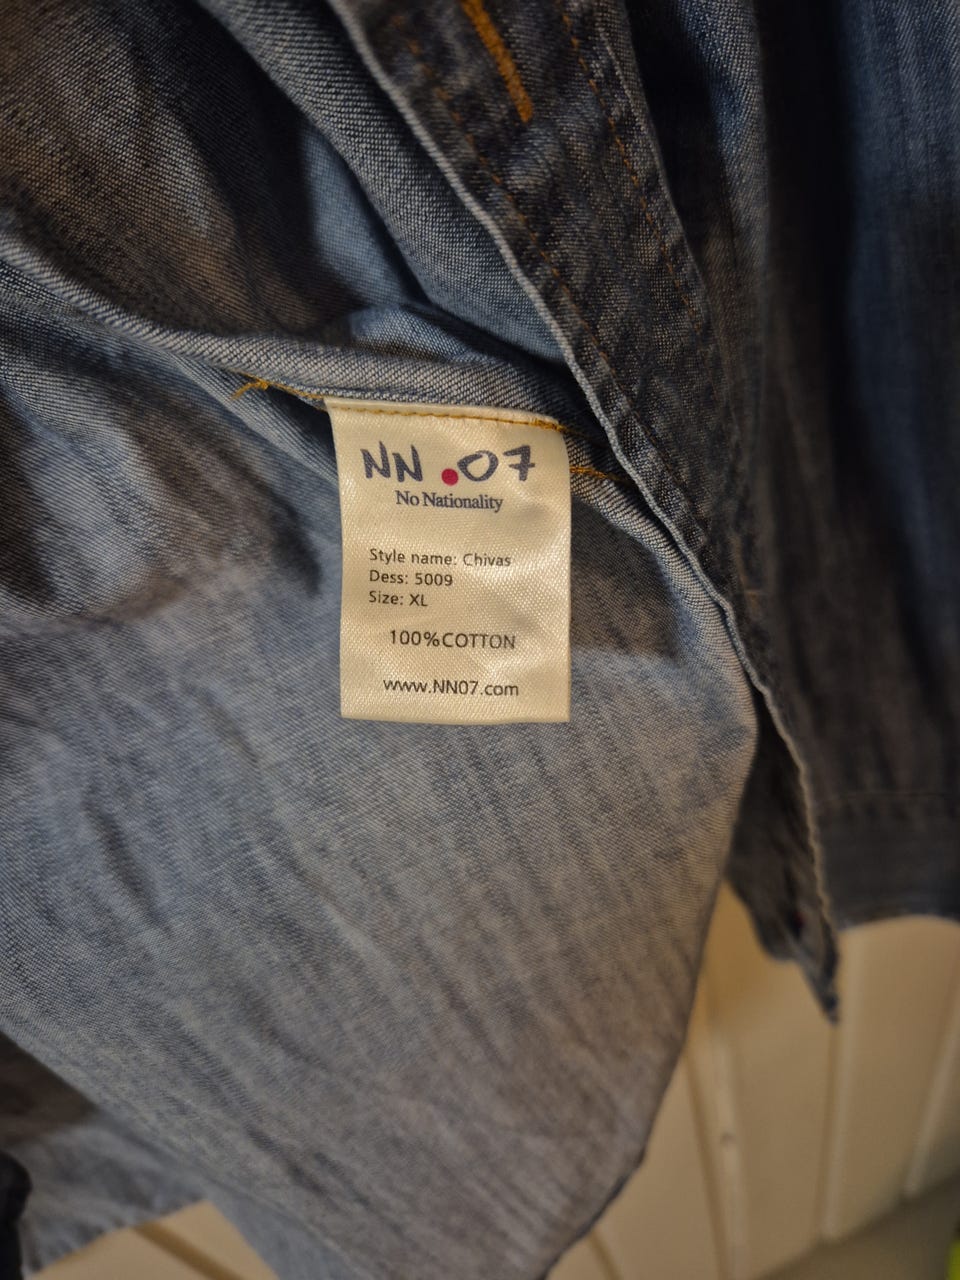 NN.07
No Nationality
Style name: Chivas
Dess: 5009
Size: XL
100%COTTON
www.NN07.com